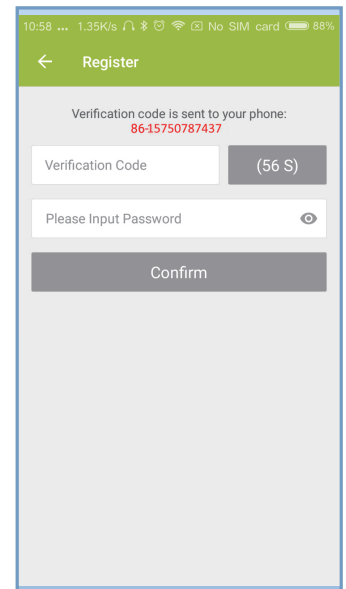 10:58 ... 1.35K/s No SIM card 88%
Register
Verification code is sent to your phone:
86-15750787437
Verification Code (56 S)
Please Input Password
Confirm